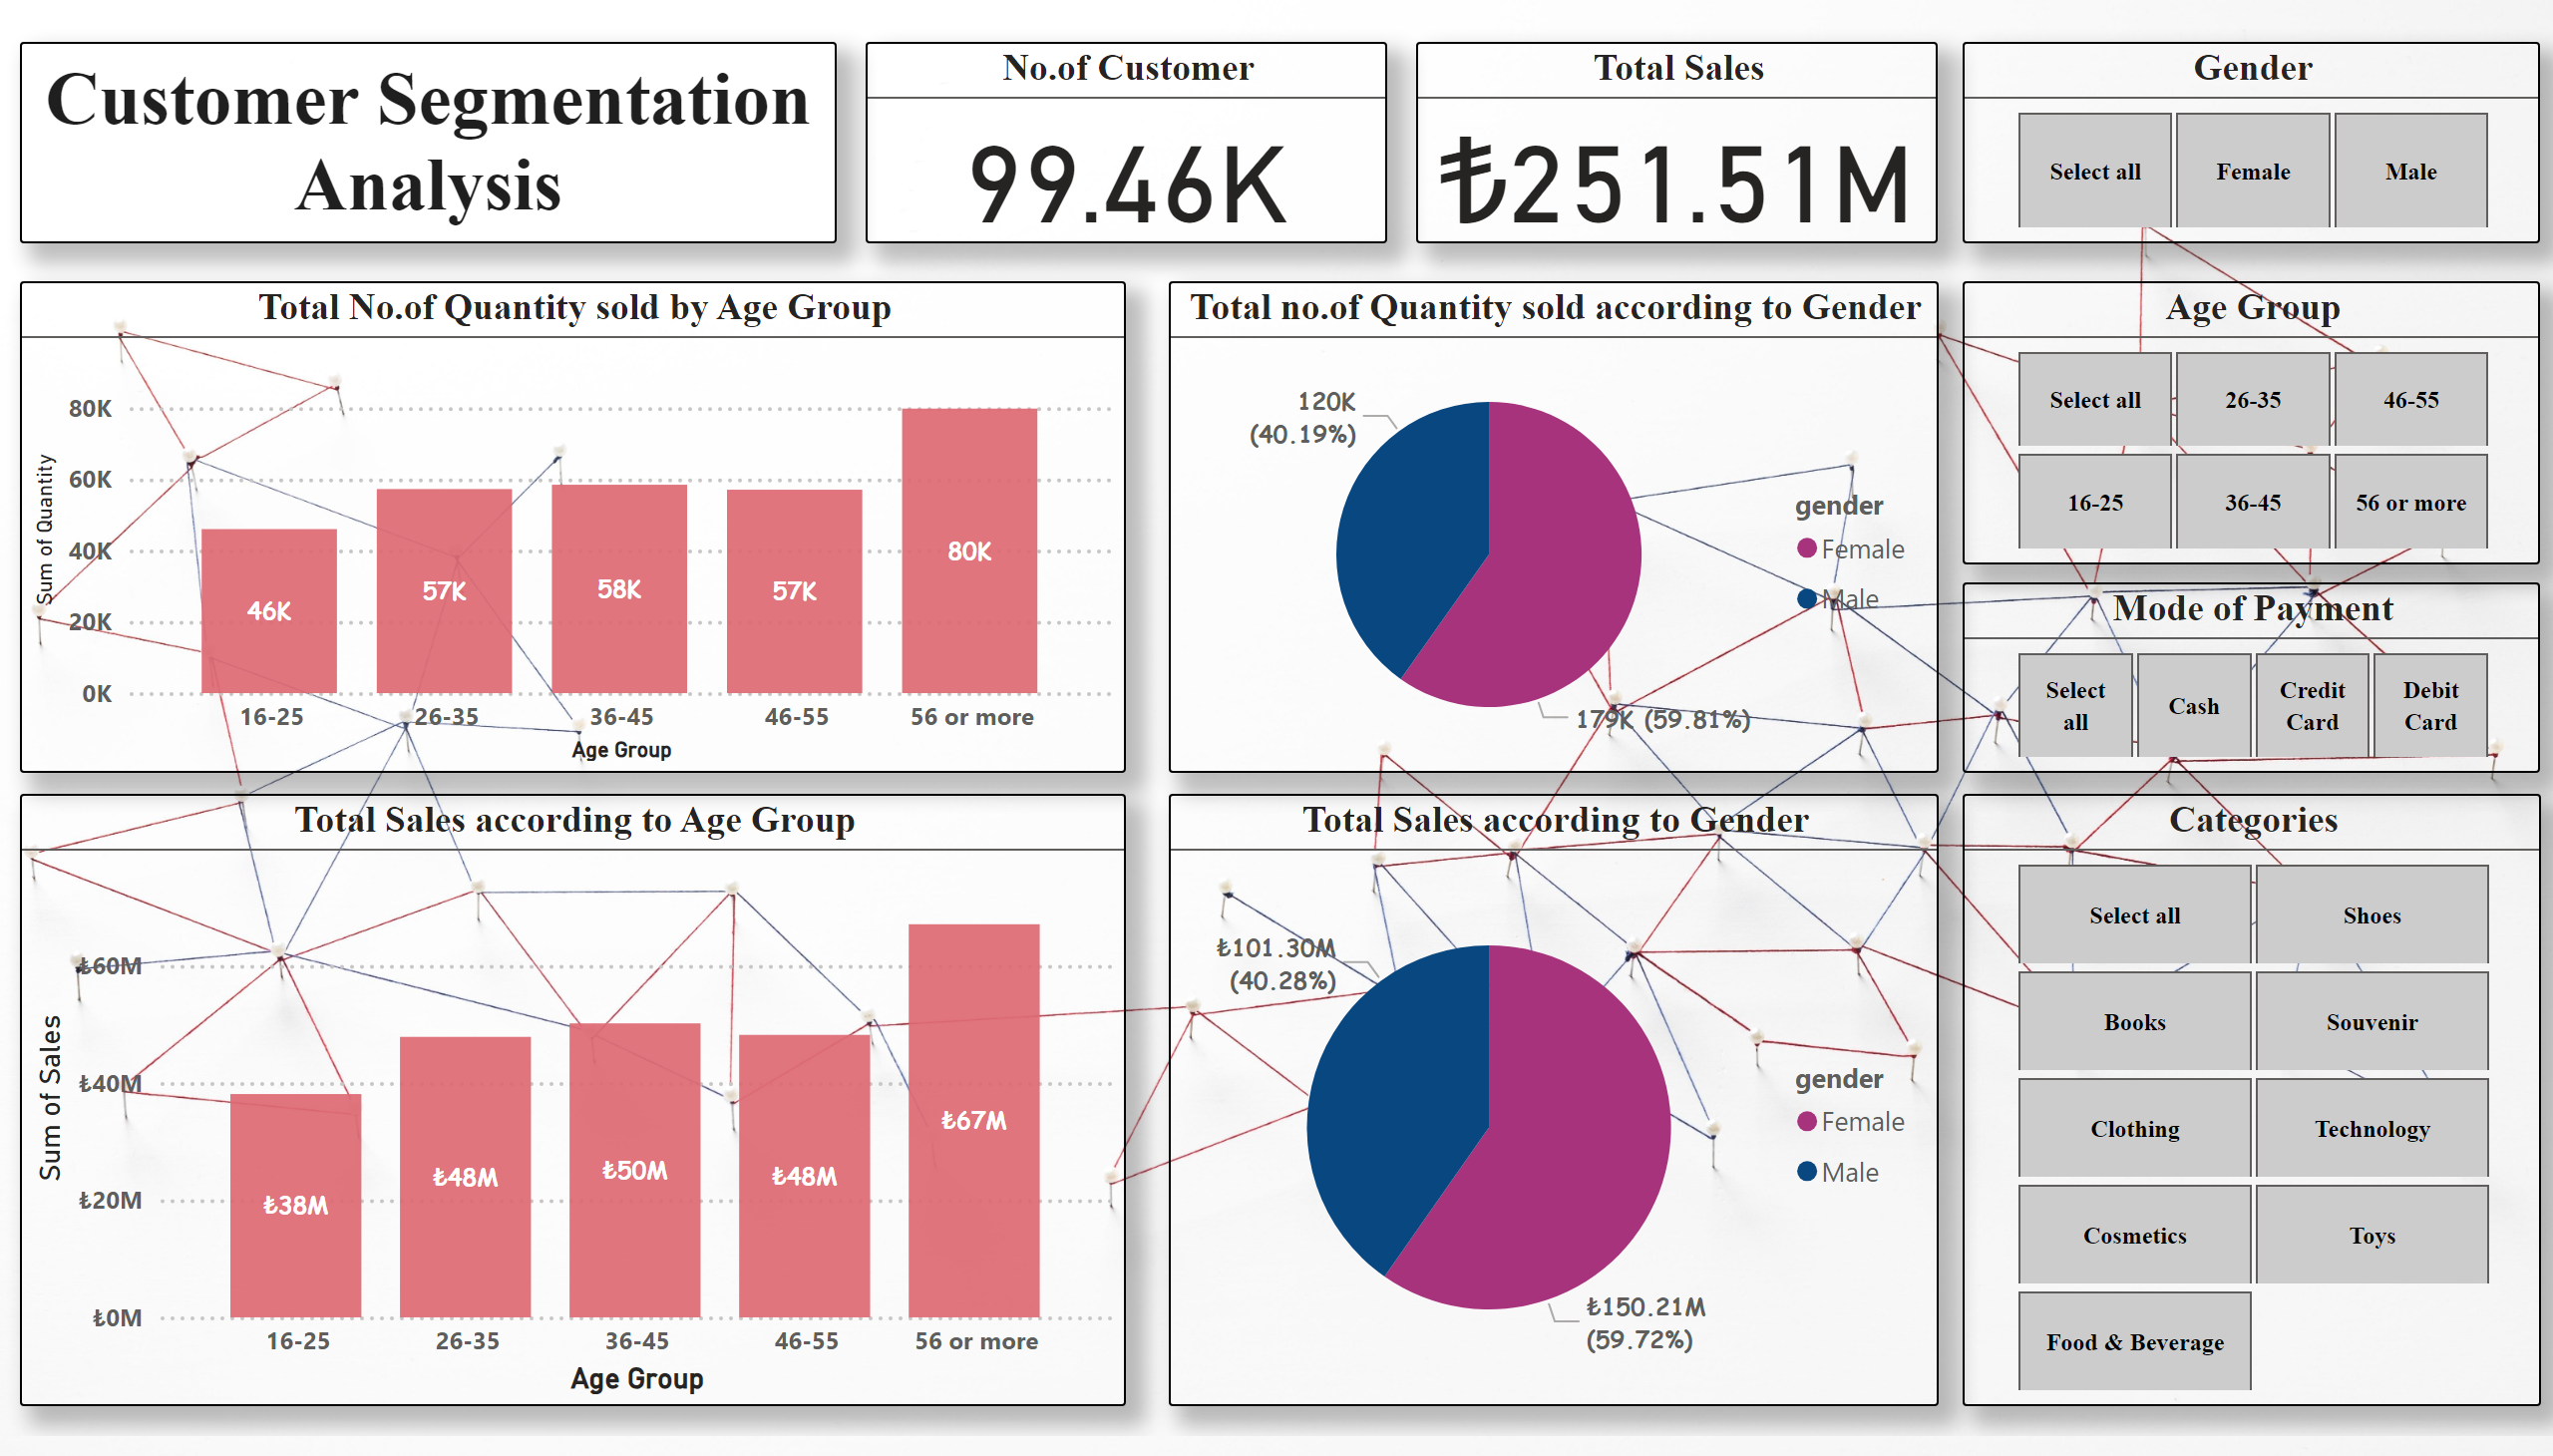 Customer Segmentation
Analysis
No.of Customer
99.46K
Total Sales
₺251.51M
Gender
Select all
Female
Male
Total No.of Quantity sold by Age Group
Sum of Quantity
80K
60K
40K
20K
0K
46K
57K
58K
57K
80K
16-25
26-35
36-45
46-55
56 or more
Age Group
Total no.of Quantity sold according to Gender
120K
(40.19%)
179K (59.81%)
gender
Female
Male
Age Group
Select all
26-35
46-55
16-25
36-45
56 or more
Mode of Payment
Select
all
Cash
Credit
Card
Debit
Card
Total Sales according to Age Group
Sum of Sales
₺60M
₺40M
₺20M
₺0M
₺38M
₺48M
₺50M
₺48M
₺67M
16-25
26-35
36-45
46-55
56 or more
Age Group
Total Sales according to Gender
₺101.30M
(40.28%)
₺150.21M
(59.72%)
gender
Female
Male
Categories
Select all
Shoes
Books
Souvenir
Clothing
Technology
Cosmetics
Toys
Food & Beverage